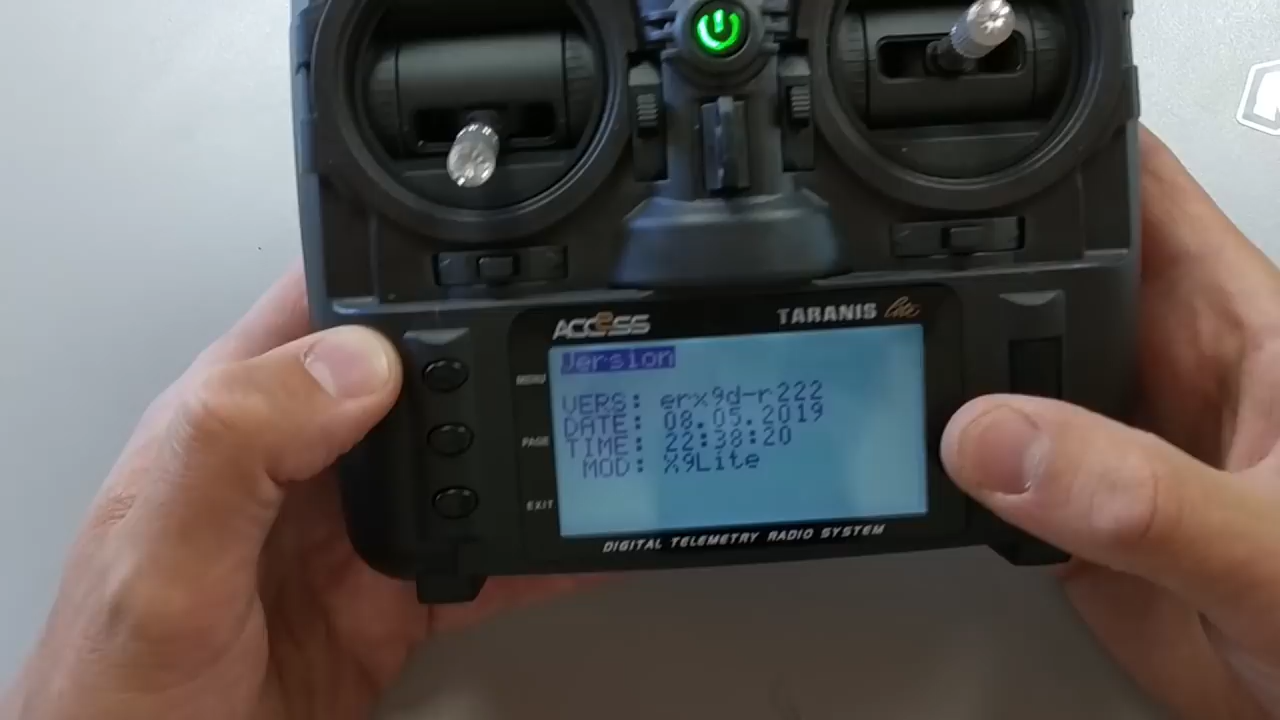 ACCESS
TARANIS lite
Version
MENU
VERS: erx9d-r222
DATE: 08.05.2019
PAGE
TIME: 22:38:20
MOD: X9Lite
EXIT
DIGITAL TELEMETRY RADIO SYSTEM